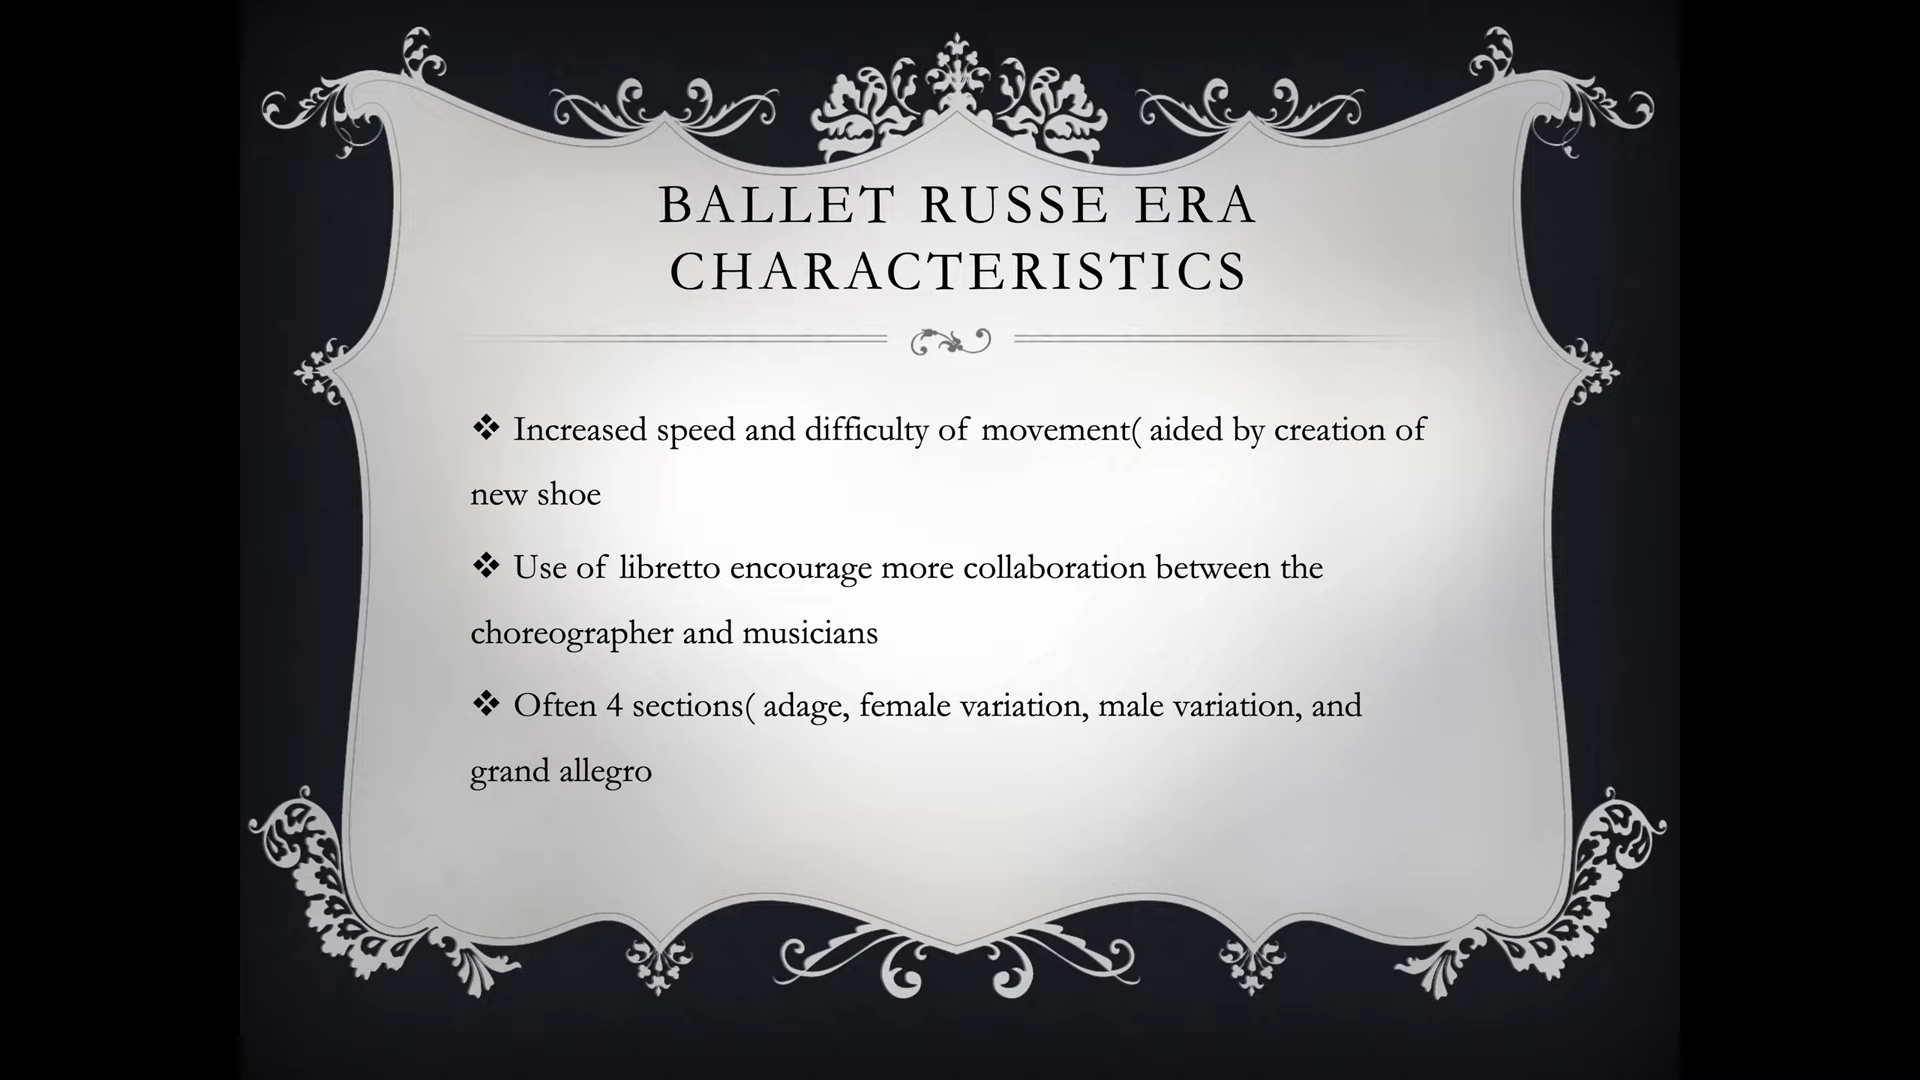 BALLET RUSSE ERA
CHARACTERISTICS
❖ Increased speed and difficulty of movement( aided by creation of
new shoe
❖ Use of libretto encourage more collaboration between the
choreographer and musicians
❖ Often 4 sections( adage, female variation, male variation, and
grand allegro